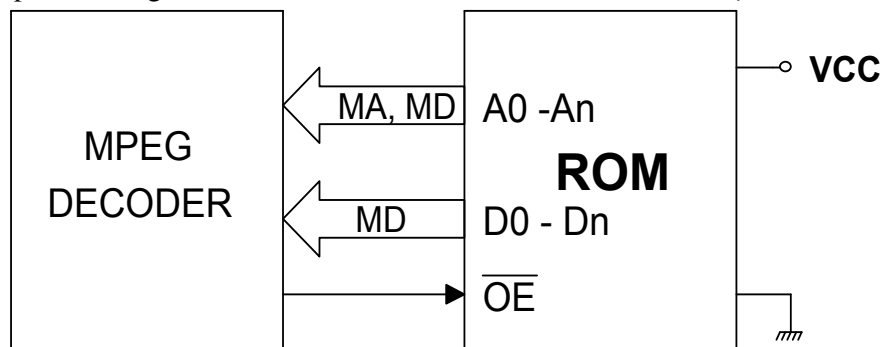 VCC
MA, MD
A0 -An
MPEG
DECODER
ROM
MD
D0 - Dn
OE